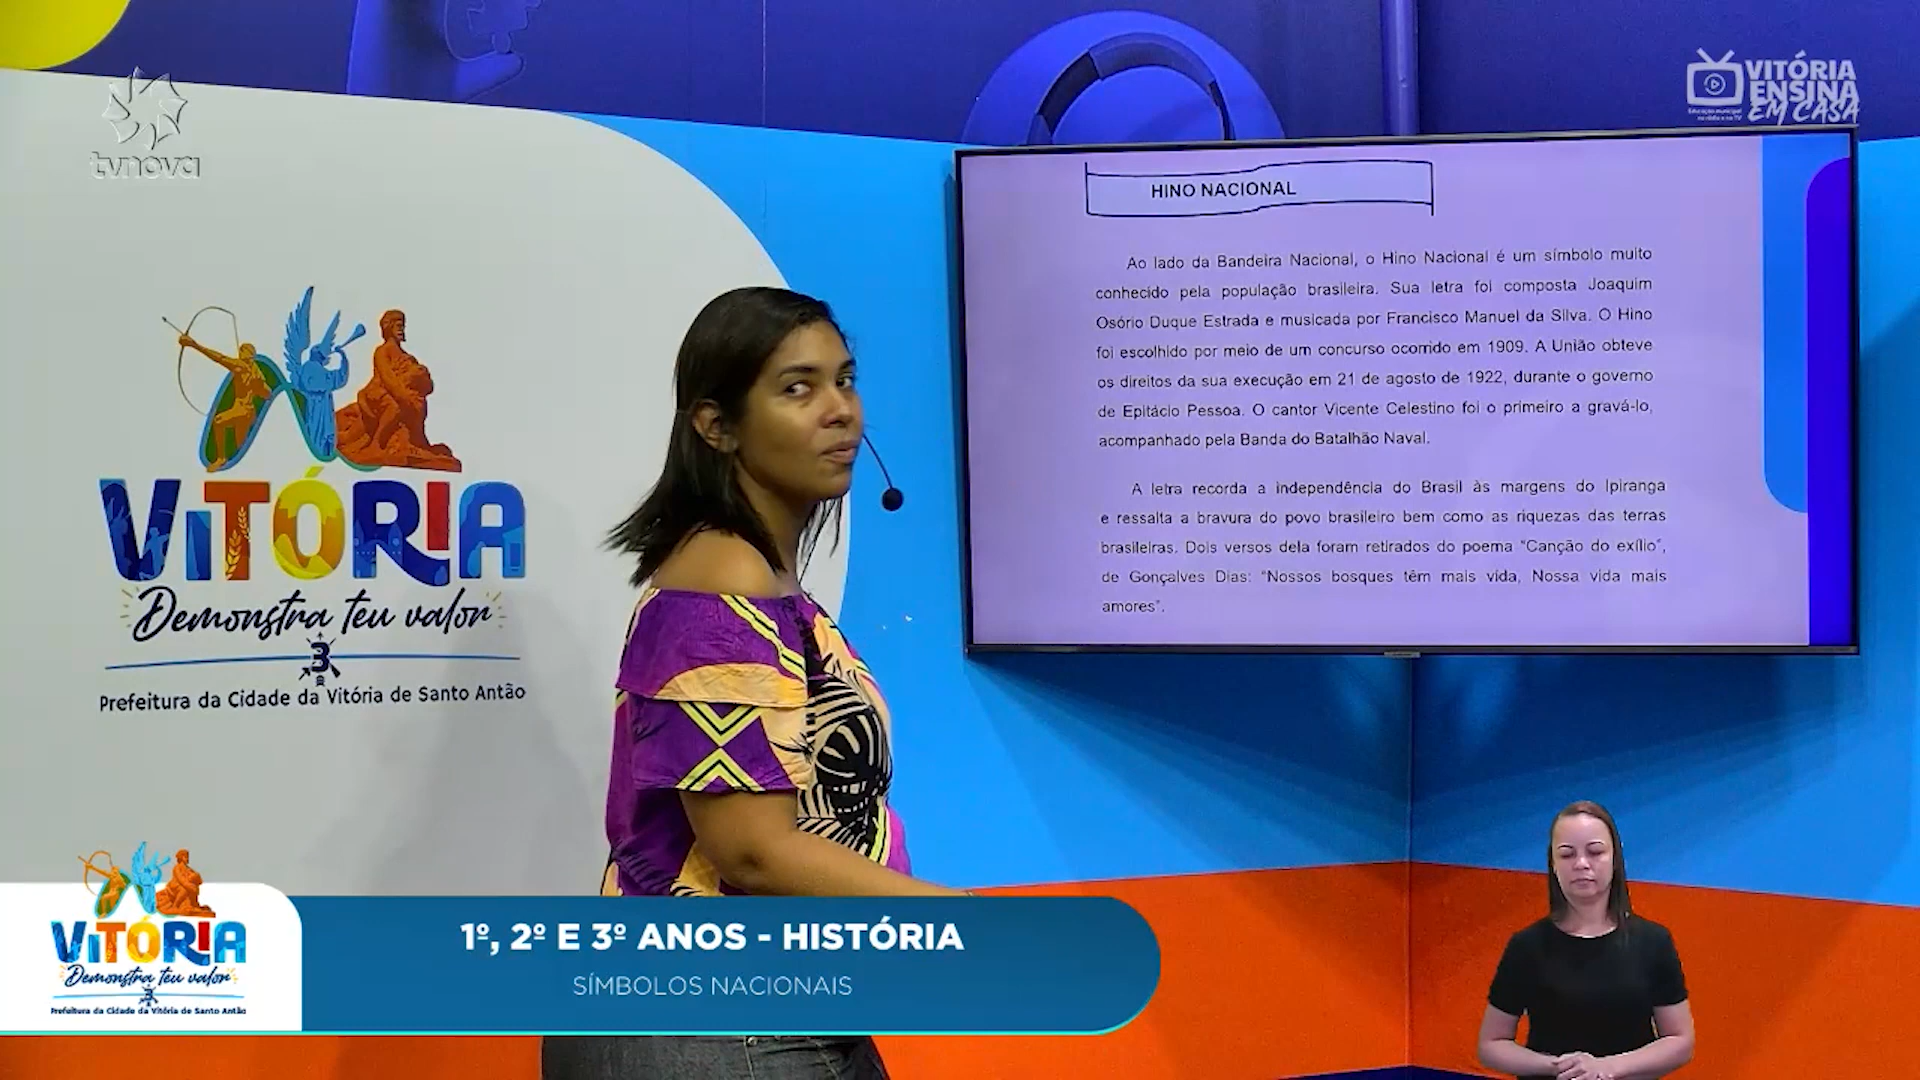 tvnova
VITÓRIA
ENSINA
EM CASA
HINO NACIONAL
Ao lado da Bandeira Nacional, o Hino Nacional é um símbolo muito
conhecido pela população brasileira. Sua letra foi composta Joaquim
Osório Duque Estrada e musicada por Francisco Manuel da Silva. O Hino
foi escolhido por meio de um concurso ocorrido em 1909. A União obteve
os direitos da sua execução em 21 de agosto de 1922, durante o governo
de Epitácio Pessoa. O cantor Vicente Celestino foi o primeiro a gravá-lo,
acompanhado pela Banda do Batalhão Naval.
A letra recorda a independência do Brasil às margens do Ipiranga
e ressalta a bravura do povo brasileiro bem como as riquezas das terras
brasileiras. Dois versos dela foram retirados do poema “Canção do exílio”,
de Gonçalves Dias: “Nossos bosques têm mais vida, Nossa vida mais
amores”.
VITÓRIA
Demonstra teu valor
3
Prefeitura da Cidade da Vitória de Santo Antão
1º, 2º E 3º ANOS - HISTÓRIA
SÍMBOLOS NACIONAIS
VITÓRIA
Demonstra teu valor
3
Prefeitura da Cidade da Vitória de Santo Antão